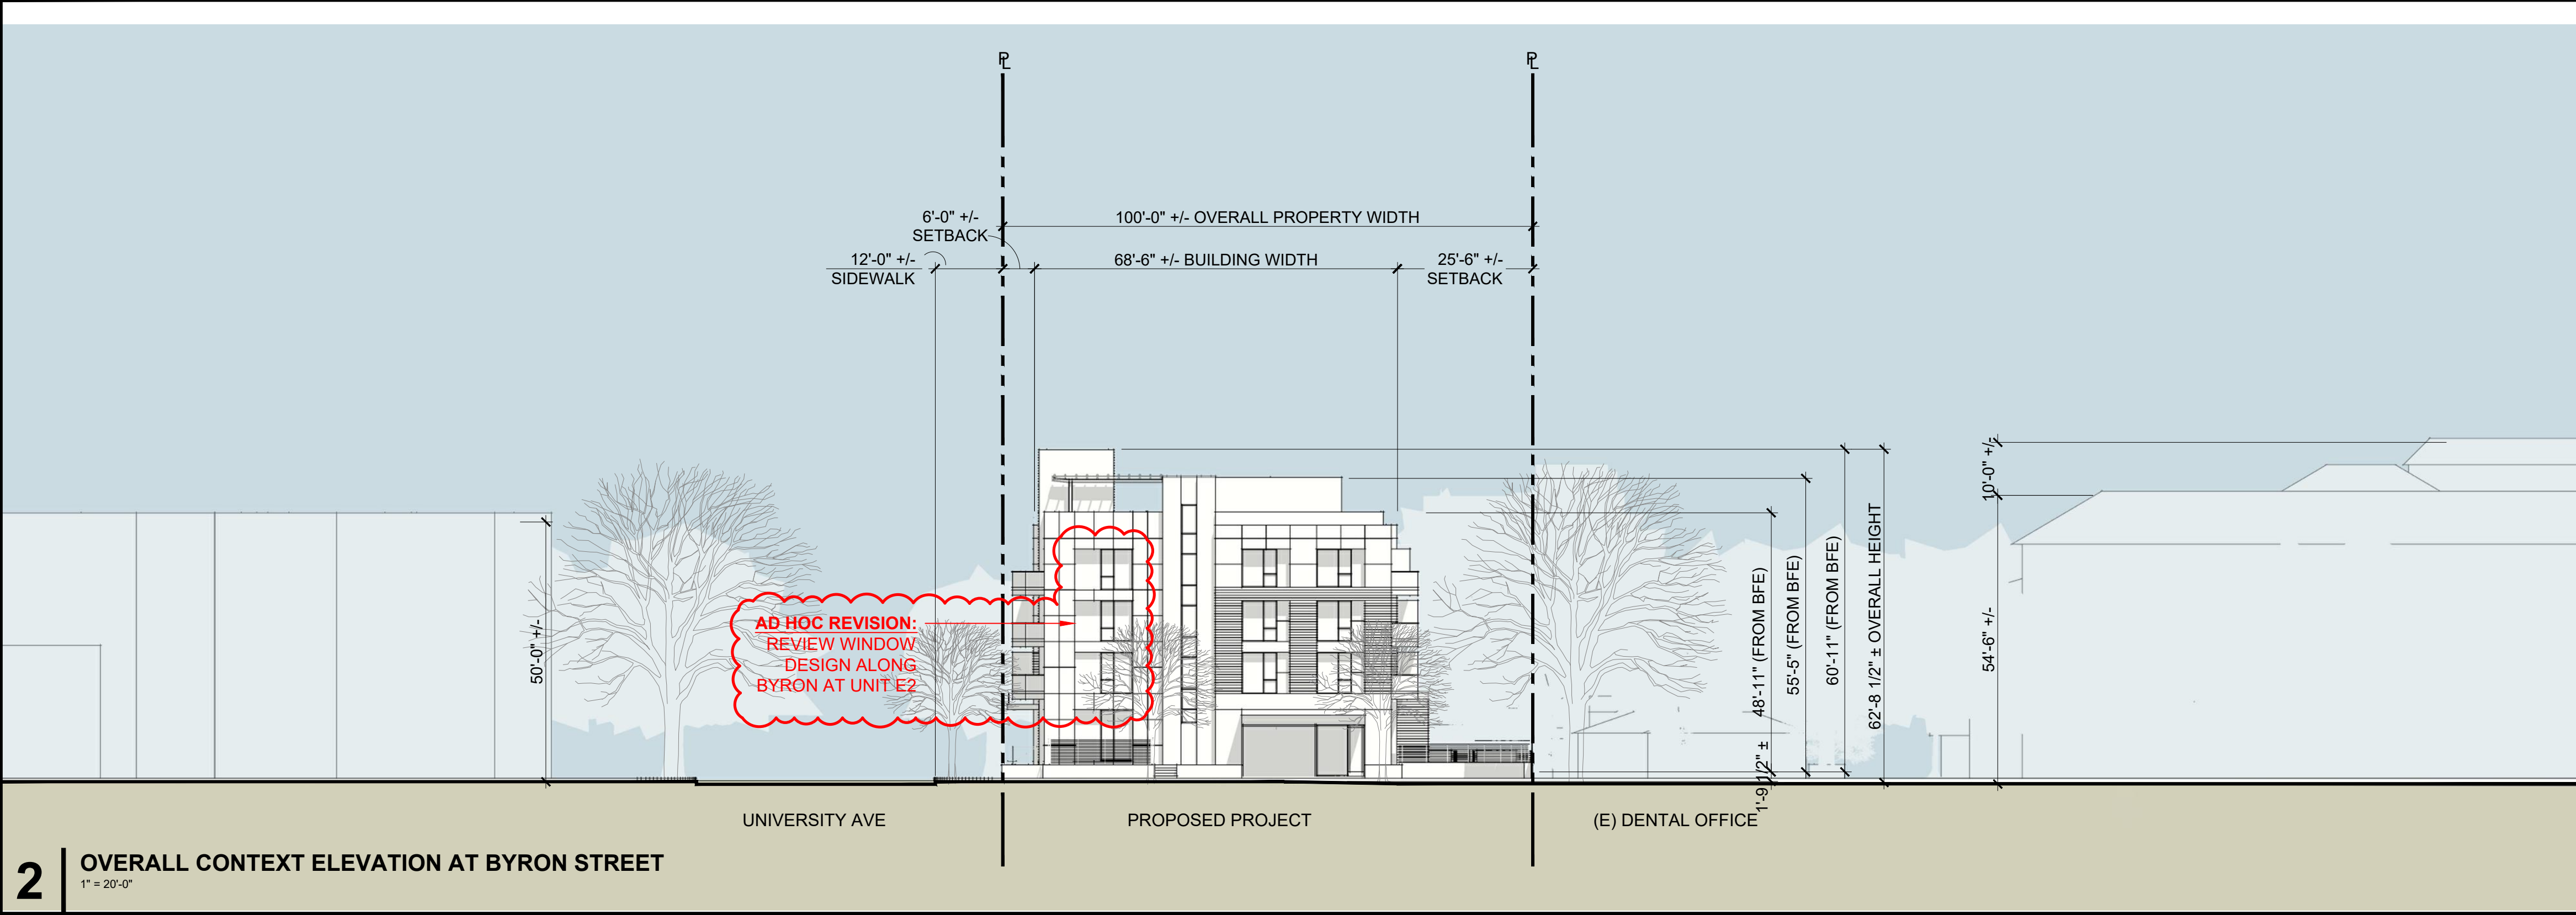 PL
PL
6'-0" +/-
SETBACK
100'-0" +/- OVERALL PROPERTY WIDTH
12'-0" +/-
SIDEWALK
68'-6" +/- BUILDING WIDTH
25'-6" +/-
SETBACK
50'-0" +/-
AD HOC REVISION:
REVIEW WINDOW
DESIGN ALONG
BYRON AT UNIT E2
1'-9 1/2" ±
48'-11" (FROM BFE)
55'-5" (FROM BFE)
60'-11" (FROM BFE)
62'-8 1/2" ± OVERALL HEIGHT
10'-0" +/-
54'-6" +/-
UNIVERSITY AVE
PROPOSED PROJECT
(E) DENTAL OFFICE
2
OVERALL CONTEXT ELEVATION AT BYRON STREET
1" = 20'-0"